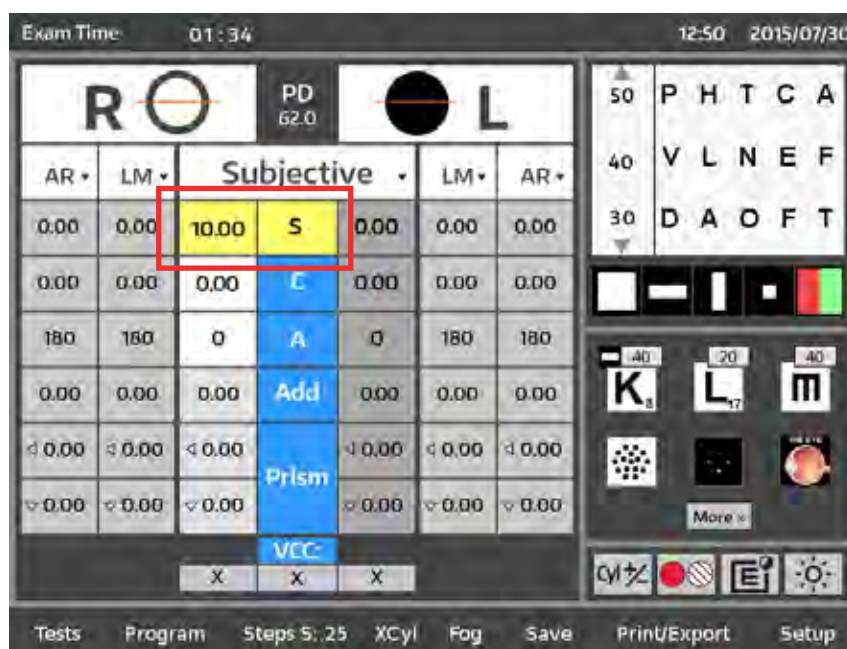 Exam Time 01:34 12:50 2015/07/30
R PD 62.0 L
AR LM Subjective LM AR
0.00 0.00 10.00 S 0.00 0.00 0.00
0.00 0.00 0.00 C 0.00 0.00 0.00
180 180 0 A 0 180 180
0.00 0.00 0.00 Add 0.00 0.00 0.00
0.00 0.00 0.00 Prism 0.00 0.00 0.00
0.00 0.00 0.00 0.00 0.00 0.00
VCC:
X X X
50 P H T C A
40 V L N E F
30 D A O F T
40 20 40
K 8 L 17 m
More »
Cyl +/- E
Tests Program Steps S: .25 XCyl Fog Save Print/Export Setup